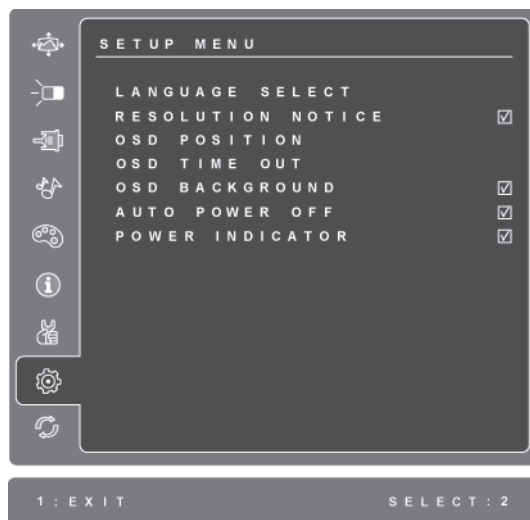 SETUP MENU
LANGUAGE SELECT
RESOLUTION NOTICE
OSD POSITION
OSD TIME OUT
OSD BACKGROUND
AUTO POWER OFF
POWER INDICATOR
1:EXIT SELECT:2